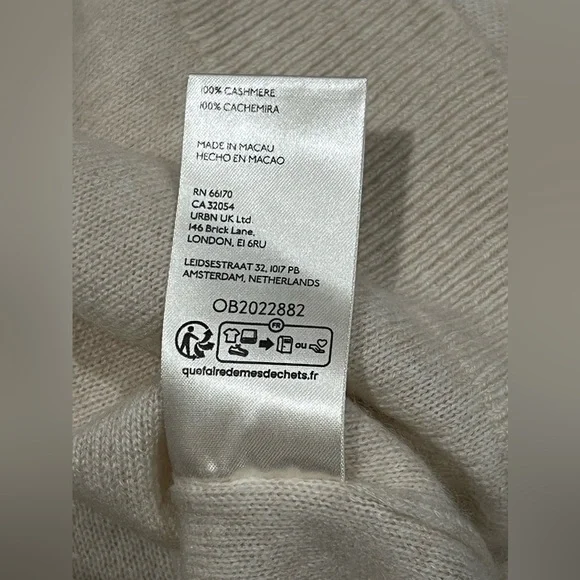 100% CASHMERE
100% CACHEMIRA
MADE IN MACAU
HECHO EN MACAO
RN 66170
CA 32054
URBN UK Ltd.
146 Brick Lane,
LONDON, E1 6RU
LEIDSESTRAAT 32, 1017 PB
AMSTERDAM, NETHERLANDS
OB2022882
FR
ou
quefairedemesdechets.fr